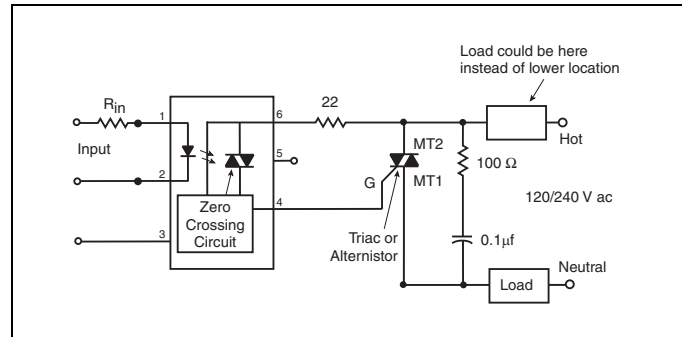 Load could be here
instead of lower location
Rin
1
6
22
Hot
Input
5
MT2
MT1
G
100 Ω
120/240 V ac
2
Zero
Crossing
Circuit
4
3
Triac or
Alternistor
0.1µf
Neutral
Load